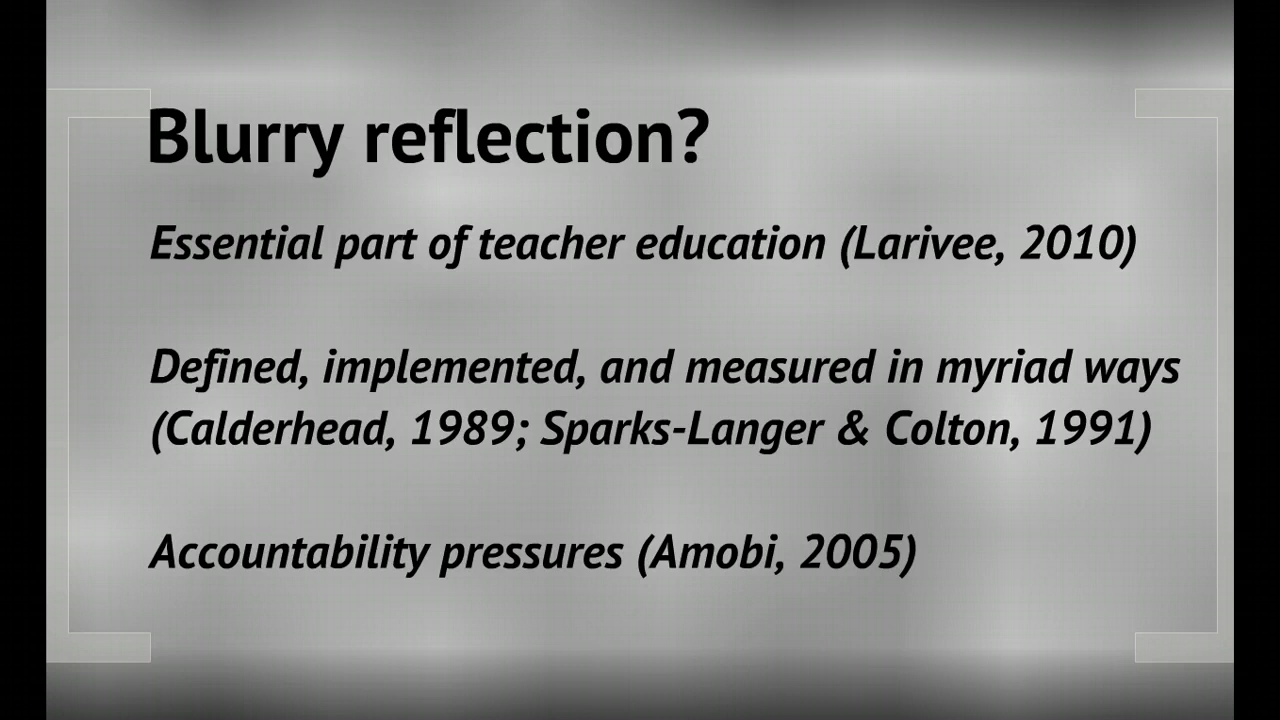 Blurry reflection?
Essential part of teacher education (Larivee, 2010)
Defined, implemented, and measured in myriad ways
(Calderhead, 1989; Sparks-Langer & Colton, 1991)
Accountability pressures (Amobi, 2005)